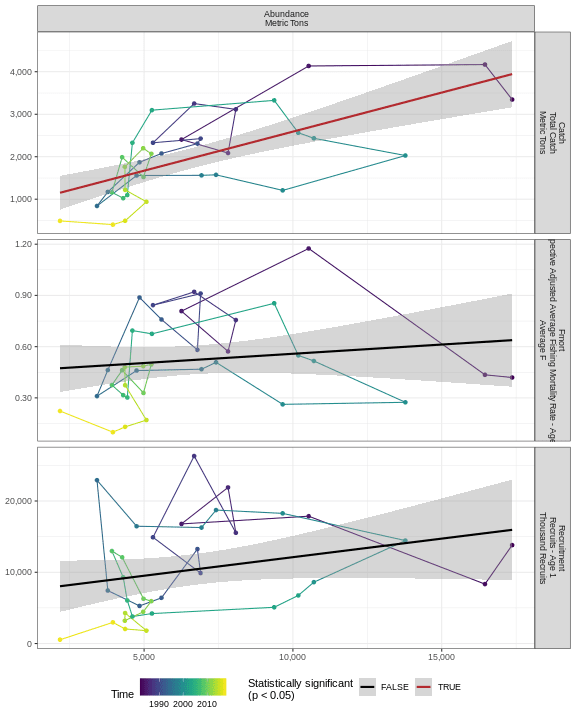 Abundance
Metric Tons
4,000
3,000
2,000
1,000
Catch
Total Catch
Metric Tons
1.20
0.90
0.60
0.30
Fmort
pective Adjusted Average Fishing Mortality Rate - Age
Average F
20,000
10,000
0
Recruitment
Recruits - Age 1
Thousand Recruits
5,000 10,000 15,000
Time
1990 2000 2010
Statistically significant
(p < 0.05)
FALSE TRUE